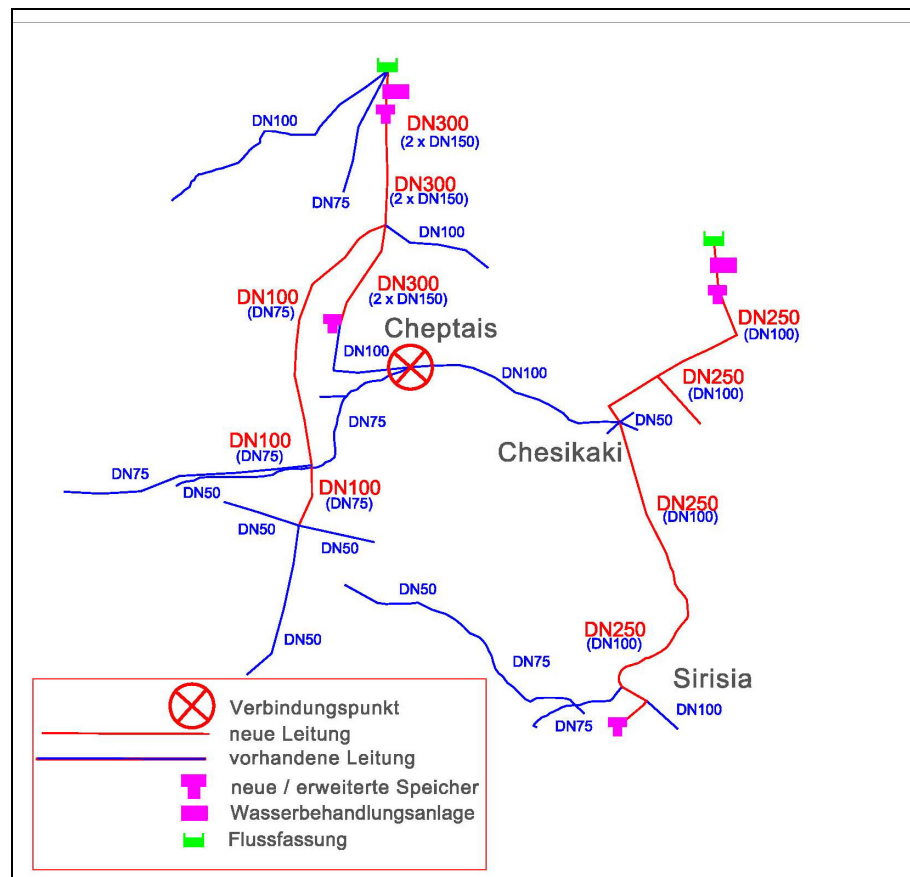 DN100
DN300
(2 x DN150)
DN75
DN300
(2 x DN150)
DN100
DN300
(2 x DN150)
DN100
(DN75)
Cheptais
DN100
DN100
DN250
(DN100)
DN250
(DN100)
DN75
DN50
Chesikaki
DN100
(DN75)
DN75
DN50
DN100
(DN75)
DN50
DN50
DN250
(DN100)
DN50
DN50
DN250
(DN100)
DN75
Sirisia
DN75
DN100
Verbindungspunkt
neue Leitung
vorhandene Leitung
neue / erweiterte Speicher
Wasserbehandlungsanlage
Flussfassung